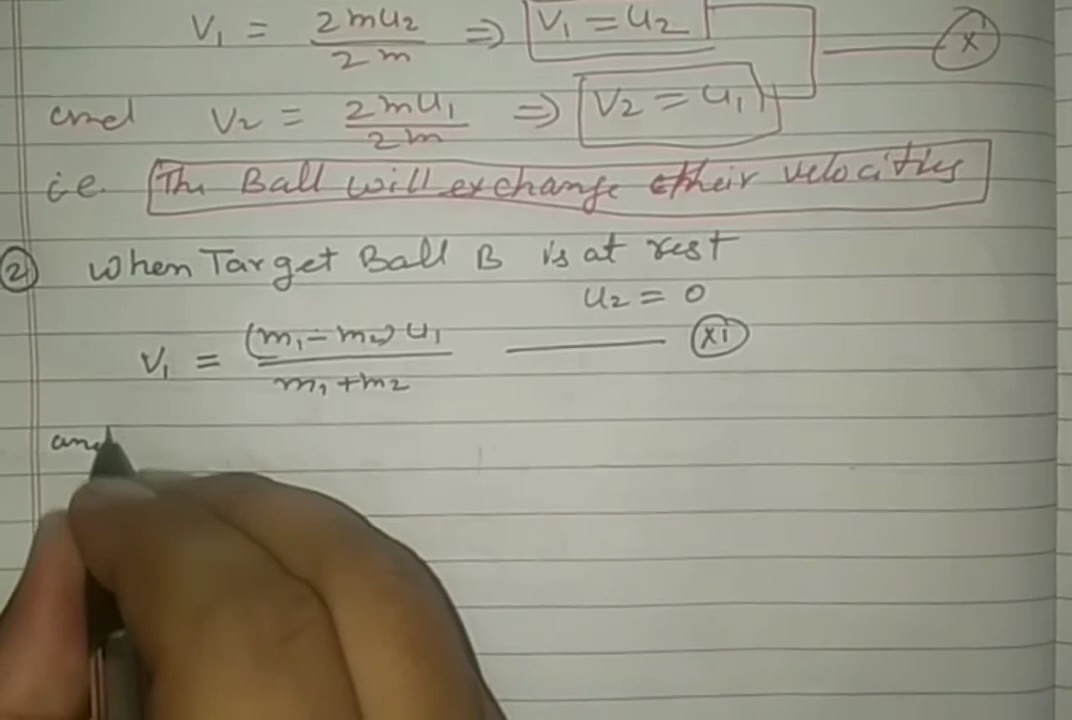 V₁ = 2mu₂/2m ⇒ V₁ = u₂ (X)
and V₂ = 2mu₁/2m ⇒ V₂ = u₁
i.e. The Ball will exchange their velocities
(2) When Target Ball B is at rest
u₂ = 0
V₁ = (m₁-m₂)u₁/m₁+m₂ (XI)
and